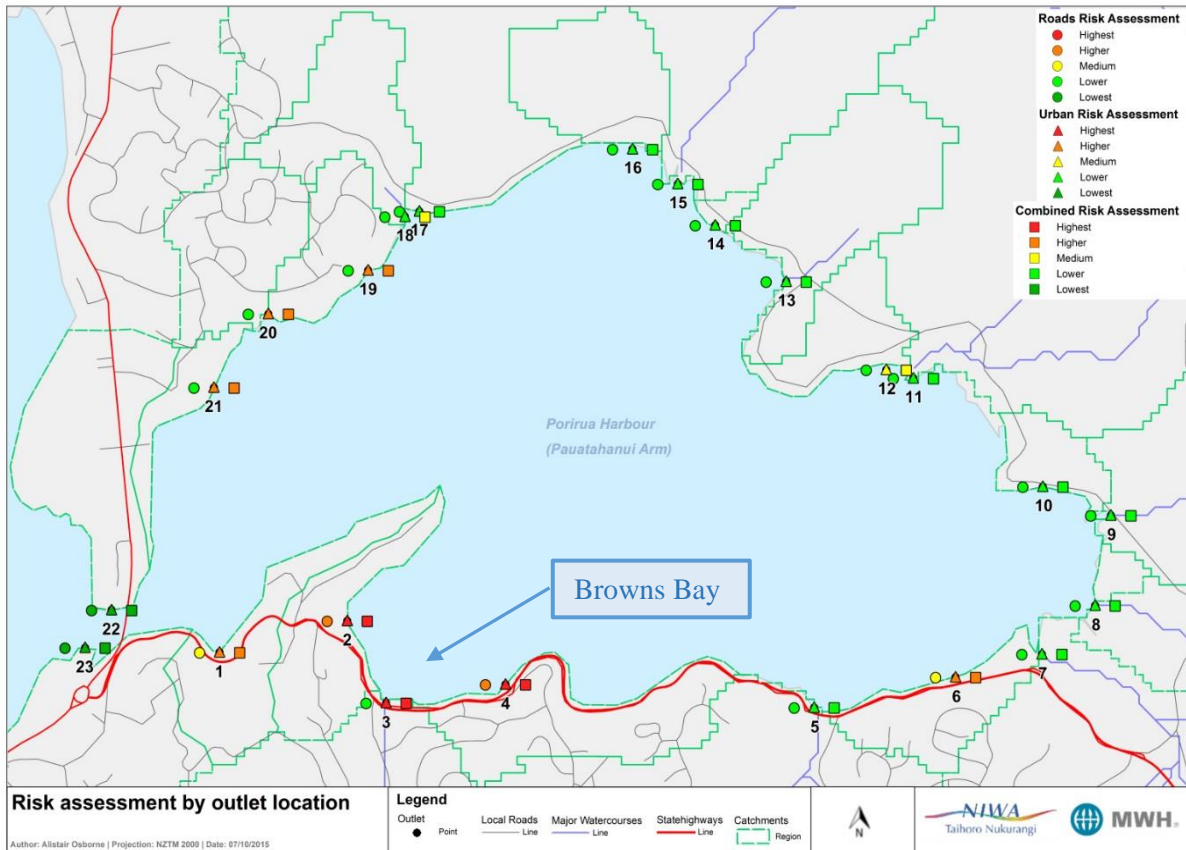 Roads Risk Assessment
Highest
Higher
Medium
Lower
Lowest
Urban Risk Assessment
Highest
Higher
Medium
Lower
Lowest
Combined Risk Assessment
Highest
Higher
Medium
Lower
Lowest
16
15
14
18
17
13
19
20
12
11
21
Porirua Harbour
(Pauatahanui Arm)
10
9
Browns Bay
22
2
8
23
1
7
6
4
3
5
Risk assessment by outlet location
Author: Alistair Osborne | Projection: NZTM 2000 | Date: 07/10/2015
Legend
Outlet
Point
Local Roads
Line
Major Watercourses
Line
Statehighways
Line
Catchments
Region
N
NIWA
Taihoro Nukurangi
MWH®